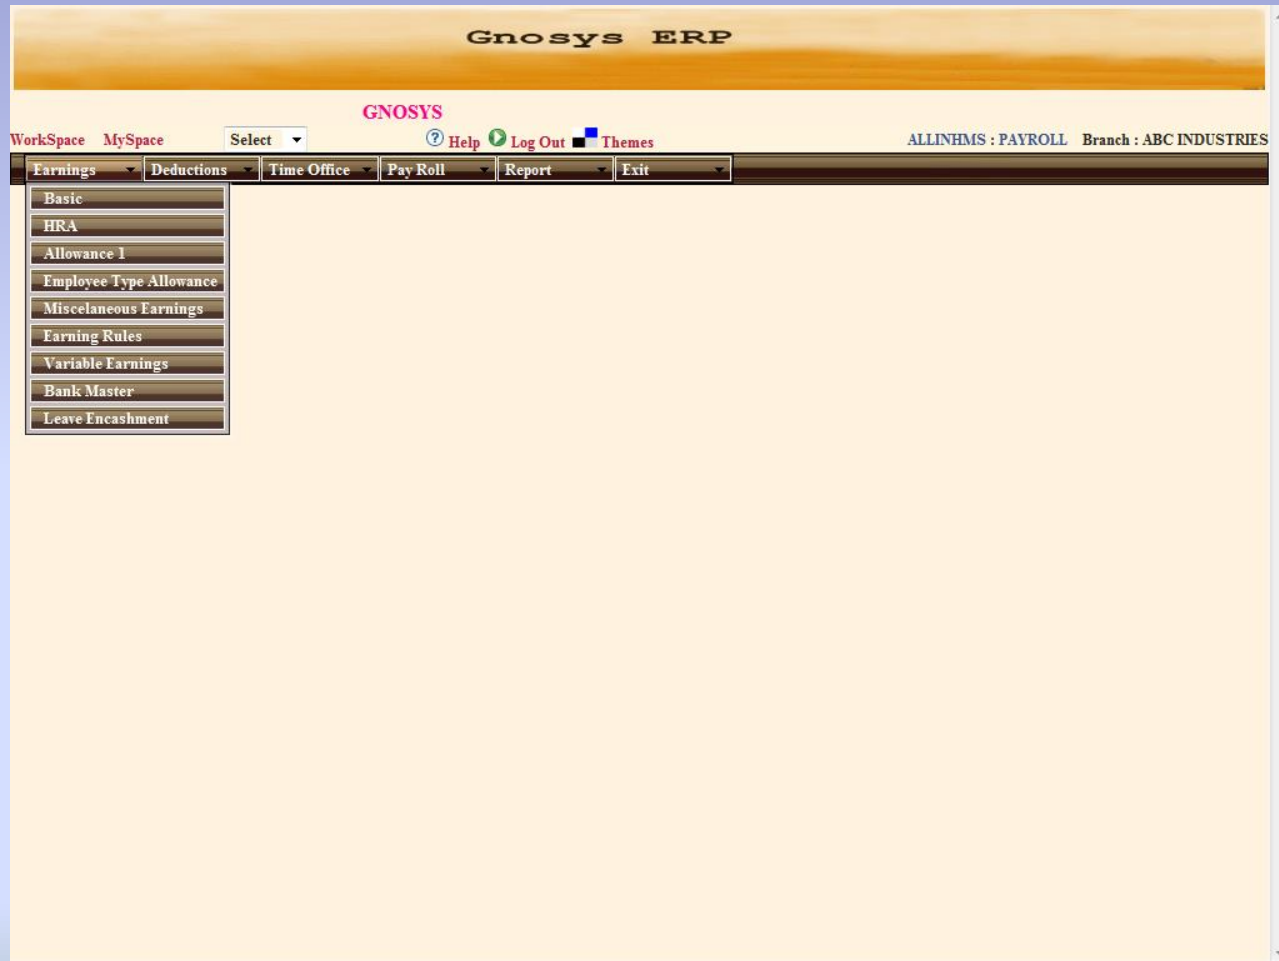 Gnosys ERP
GNOSYS
WorkSpace MySpace Select Help Log Out Themes ALLINHMS : PAYROLL Branch : ABC INDUSTRIES
Earnings Deductions Time Office Pay Roll Report Exit
Basic
HRA
Allowance 1
Employee Type Allowance
Miscelaneous Earnings
Earning Rules
Variable Earnings
Bank Master
Leave Encashment